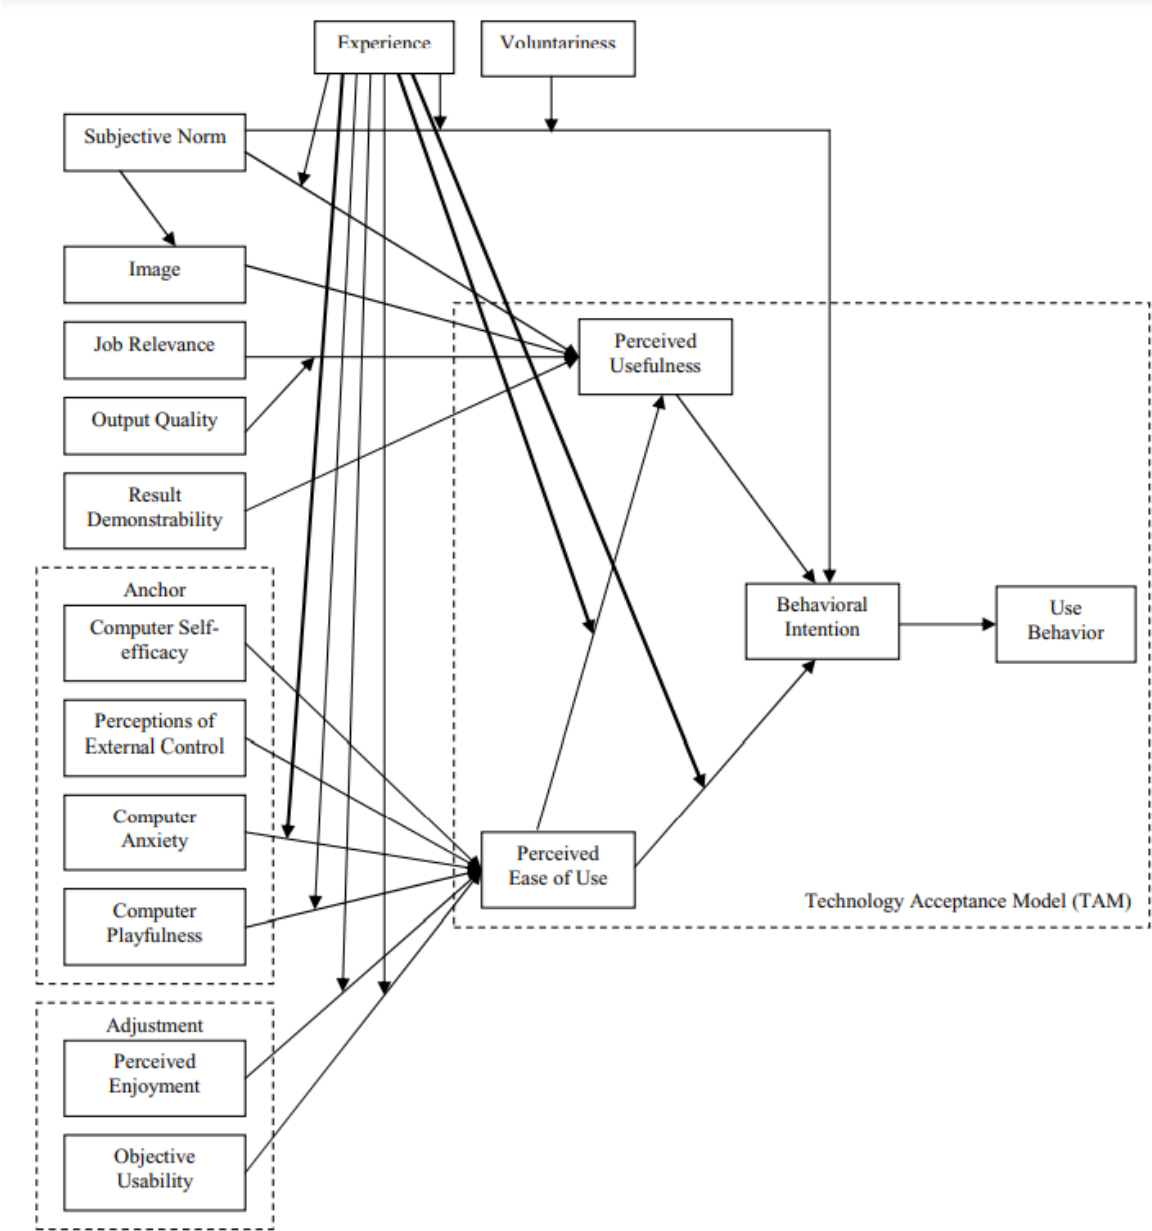 Experience
Voluntariness
Subjective Norm
Image
Job Relevance
Output Quality
Result
Demonstrability
Perceived
Usefulness
Anchor
Computer Self-
efficacy
Perceptions of
External Control
Computer
Anxiety
Computer
Playfulness
Behavioral
Intention
Use
Behavior
Perceived
Ease of Use
Technology Acceptance Model (TAM)
Adjustment
Perceived
Enjoyment
Objective
Usability